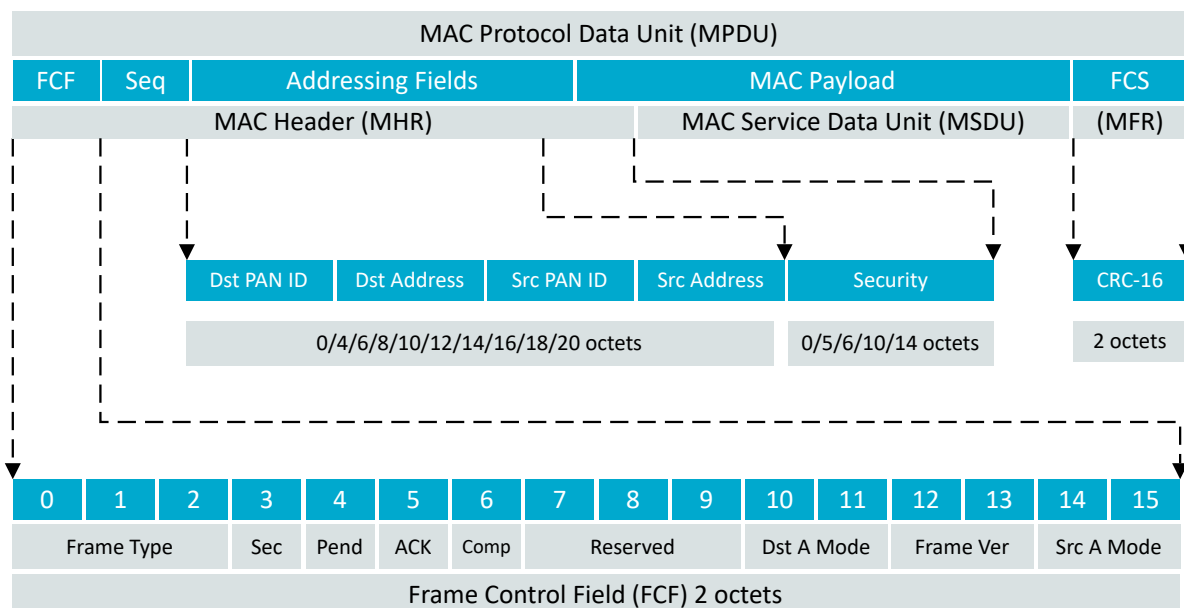 MAC Protocol Data Unit (MPDU)
FCF Seq Addressing Fields MAC Payload FCS
MAC Header (MHR) MAC Service Data Unit (MSDU) (MFR)
Dst PAN ID Dst Address Src PAN ID Src Address Security CRC-16
0/4/6/8/10/12/14/16/18/20 octets 0/5/6/10/14 octets 2 octets
0 1 2 3 4 5 6 7 8 9 10 11 12 13 14 15
Frame Type Sec Pend ACK Comp Reserved Dst A Mode Frame Ver Src A Mode
Frame Control Field (FCF) 2 octets